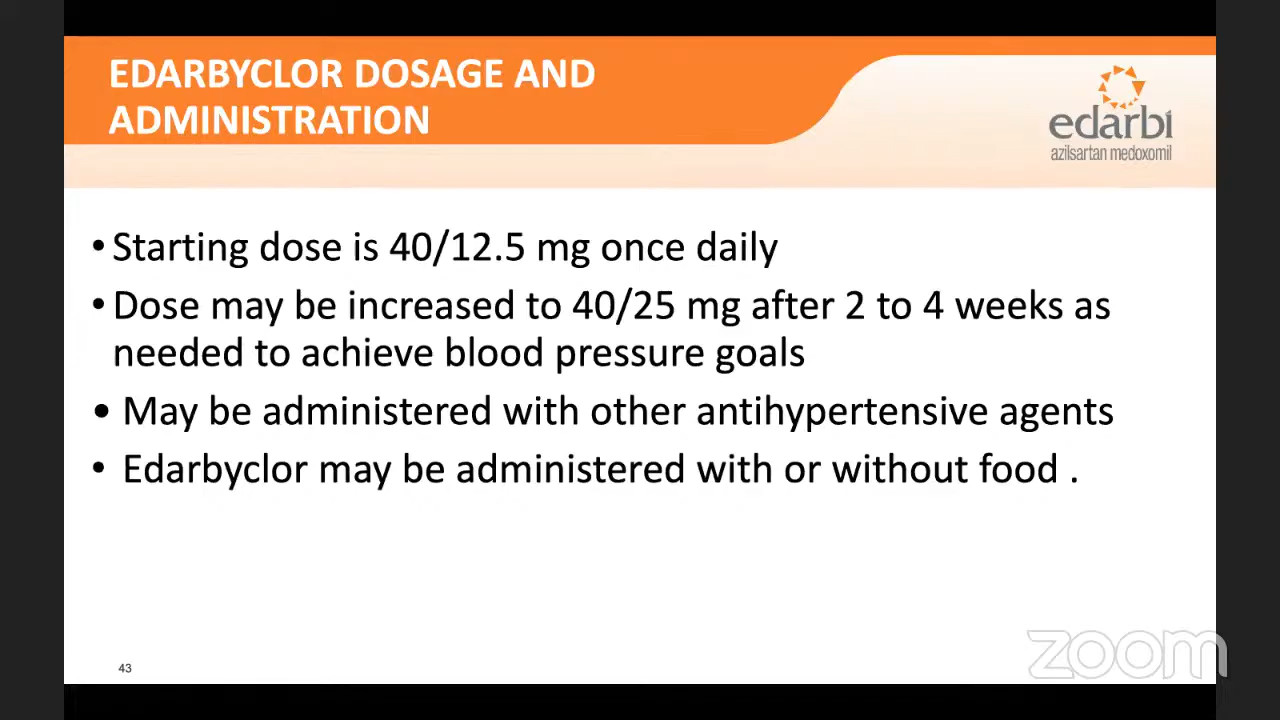 EDARBYCLOR DOSAGE AND
ADMINISTRATION
edarbi
azilsartan medoxomil
• Starting dose is 40/12.5 mg once daily
• Dose may be increased to 40/25 mg after 2 to 4 weeks as
needed to achieve blood pressure goals
• May be administered with other antihypertensive agents
• Edarbyclor may be administered with or without food .
43
zoom